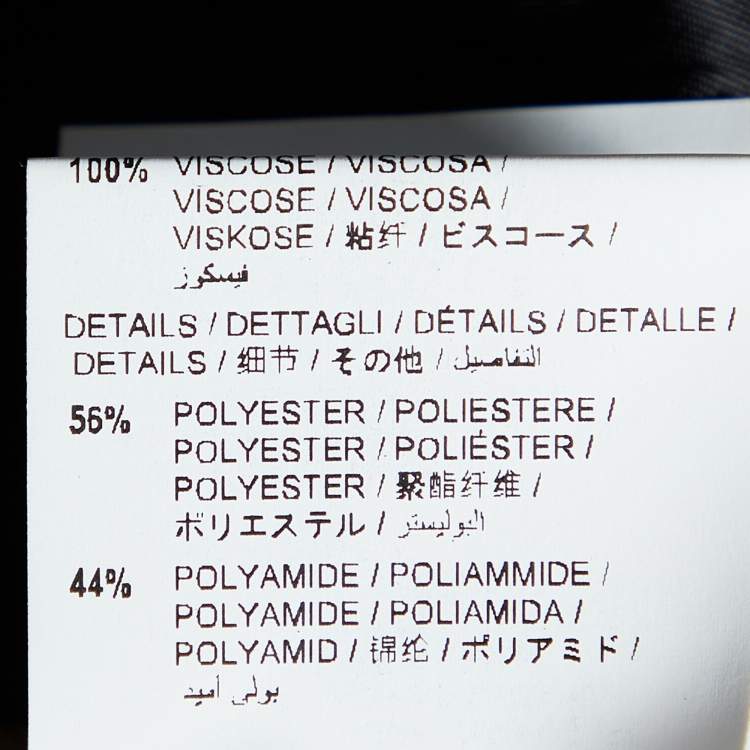 100% VISCOSE / VISCOSA /
VISCOSE / VISCOSA /
VISKOSE / 粘纤 / ビスコース /
فيسكوز
DETAILS / DETTAGLI / DÉTAILS / DETALLE /
DETAILS / 细节 / その他 / التفاصيل
56% POLYESTER / POLIESTERE /
POLYESTER / POLIÉSTER /
POLYESTER / 聚酯纤维 /
ポリエステル / البوليستر
44% POLYAMIDE / POLIAMMIDE /
POLYAMIDE / POLIAMIDA /
POLYAMID / 锦纶 / ポリアミド /
بولي أميد